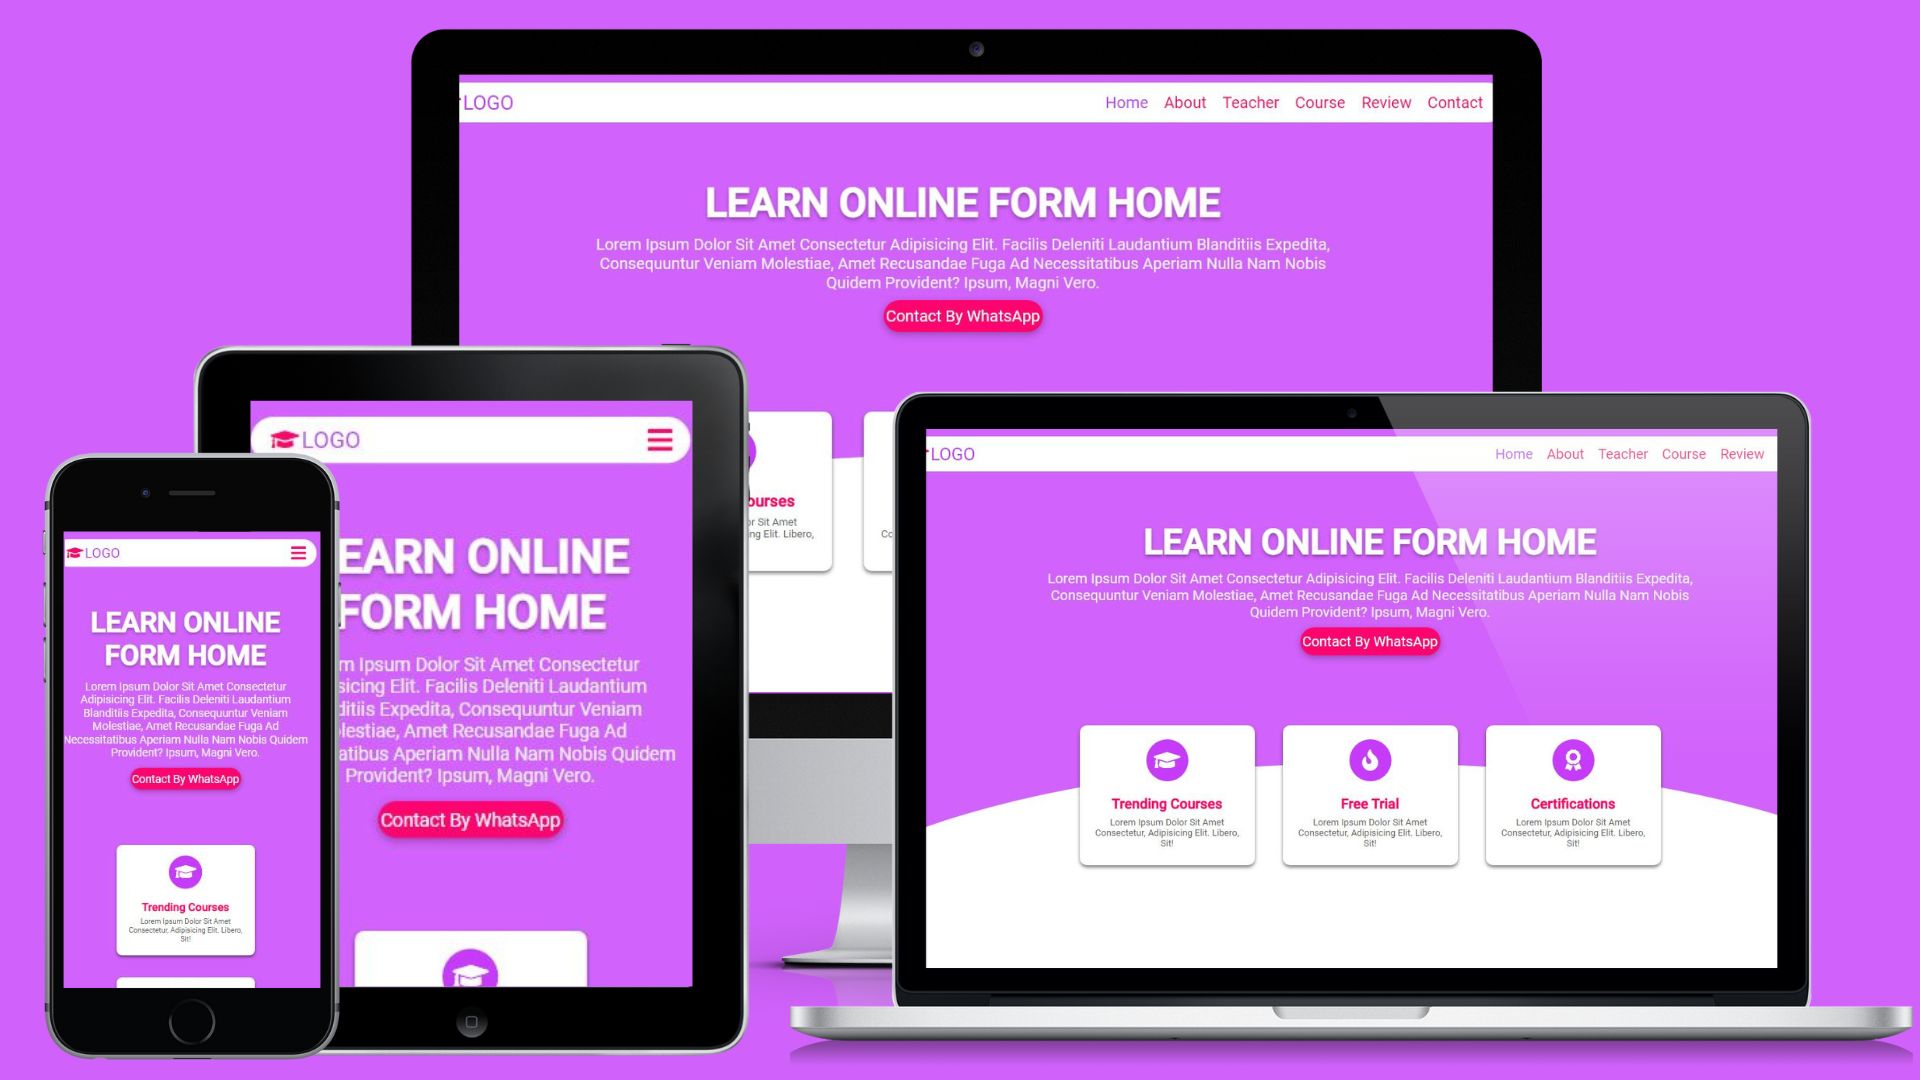 LOGO
Home About Teacher Course Review Contact
LEARN ONLINE FORM HOME
Lorem Ipsum Dolor Sit Amet Consectetur Adipisicing Elit. Facilis Deleniti Laudantium Blanditiis Expedita,
Consequuntur Veniam Molestiae, Amet Recusandae Fuga Ad Necessitatibus Aperiam Nulla Nam Nobis
Quidem Provident? Ipsum, Magni Vero.
Contact By WhatsApp
ourses
or Sit Amet
ing Elit. Libero,
Co
LOGO
EARN ONLINE
FORM HOME
m Ipsum Dolor Sit Amet Consectetur
sicing Elit. Facilis Deleniti Laudantium
ditiis Expedita, Consequuntur Veniam
lestiae, Amet Recusandae Fuga Ad
atibus Aperiam Nulla Nam Nobis Quidem
Provident? Ipsum, Magni Vero.
Contact By WhatsApp
LOGO
LEARN ONLINE
FORM HOME
Lorem Ipsum Dolor Sit Amet Consectetur
Adipisicing Elit. Facilis Deleniti Laudantium
Blanditiis Expedita, Consequuntur Veniam
Molestiae, Amet Recusandae Fuga Ad
Necessitatibus Aperiam Nulla Nam Nobis Quidem
Provident? Ipsum, Magni Vero.
Contact By WhatsApp
Trending Courses
Lorem Ipsum Dolor Sit Amet
Consectetur, Adipisicing Elit. Libero,
Sit!
LOGO
Home About Teacher Course Review
LEARN ONLINE FORM HOME
Lorem Ipsum Dolor Sit Amet Consectetur Adipisicing Elit. Facilis Deleniti Laudantium Blanditiis Expedita,
Consequuntur Veniam Molestiae, Amet Recusandae Fuga Ad Necessitatibus Aperiam Nulla Nam Nobis
Quidem Provident? Ipsum, Magni Vero.
Contact By WhatsApp
Trending Courses
Lorem Ipsum Dolor Sit Amet
Consectetur, Adipisicing Elit. Libero,
Sit!
Free Trial
Lorem Ipsum Dolor Sit Amet
Consectetur, Adipisicing Elit. Libero,
Sit!
Certifications
Lorem Ipsum Dolor Sit Amet
Consectetur, Adipisicing Elit. Libero,
Sit!